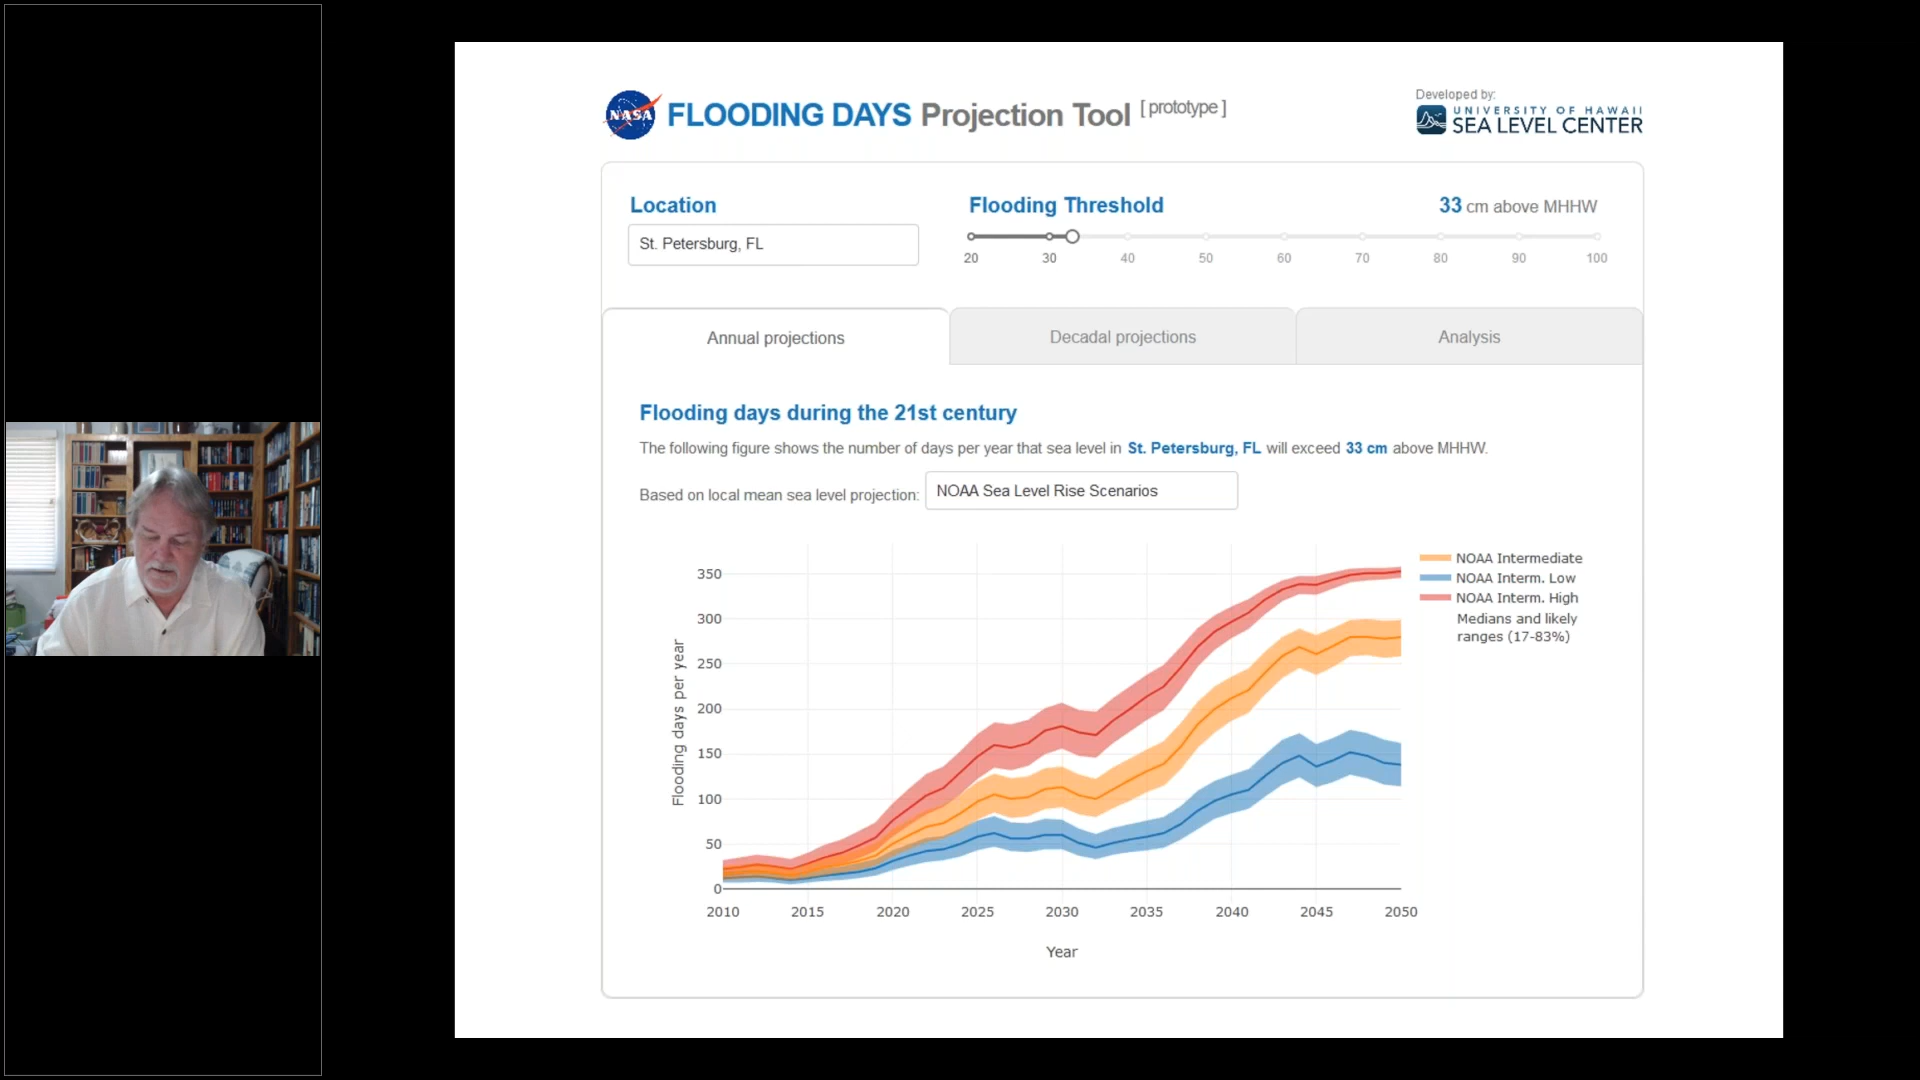 NASA
FLOODING DAYS Projection Tool [ prototype ]
Developed by:
UNIVERSITY OF HAWAII
SEA LEVEL CENTER
Location
St. Petersburg, FL
Flooding Threshold
33 cm above MHHW
20 30 40 50 60 70 80 90 100
Annual projections
Decadal projections
Analysis
Flooding days during the 21st century
The following figure shows the number of days per year that sea level in St. Petersburg, FL will exceed 33 cm above MHHW.
Based on local mean sea level projection: NOAA Sea Level Rise Scenarios
NOAA Intermediate
NOAA Interm. Low
NOAA Interm. High
Medians and likely
ranges (17-83%)
Flooding days per year
350
300
250
200
150
100
50
0
2010 2015 2020 2025 2030 2035 2040 2045 2050
Year